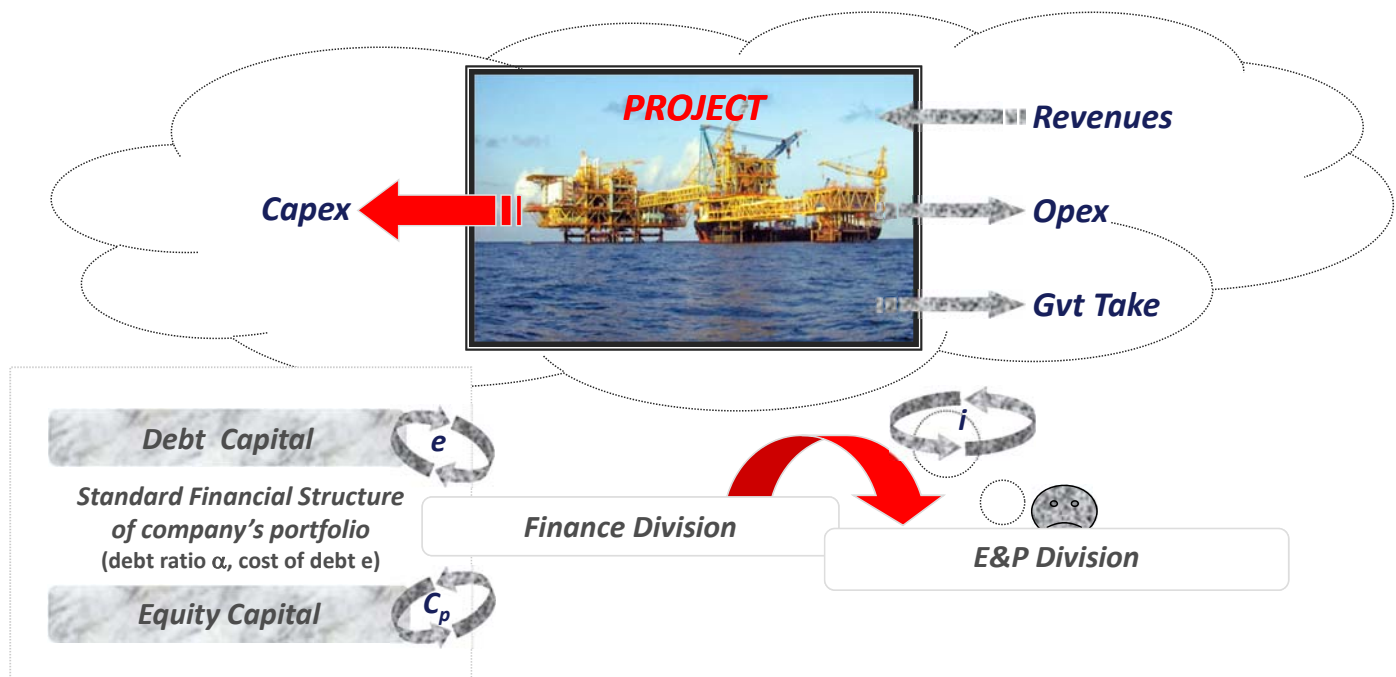 PROJECT
Revenues
Capex
Opex
Gvt Take
Debt Capital
e
i
Standard Financial Structure
of company’s portfolio
(debt ratio α, cost of debt e)
Finance Division
E&P Division
Equity Capital
Cₚ